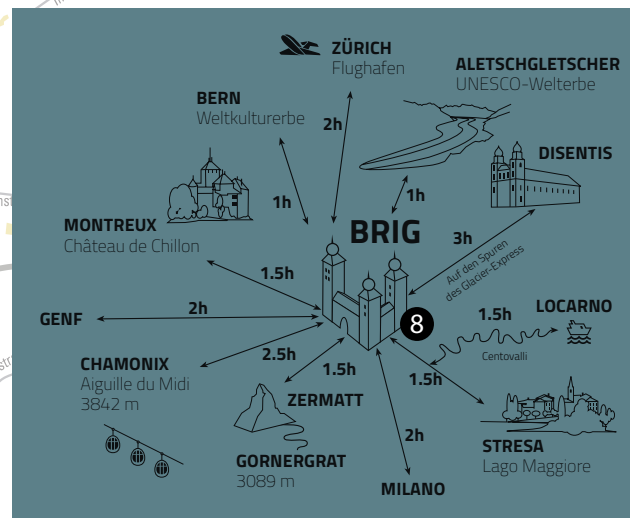 ZÜRICH
Flughafen
ALETSCHGLETSCHER
UNESCO-Welterbe
BERN
Weltkulturerbe
2h
DISENTIS
1h
1h
MONTREUX
Château de Chillon
BRIG
3h
Auf den Spuren
des Glacier-Express
1.5h
GENF
2h
8
1.5h
LOCARNO
Centovalli
CHAMONIX
Aiguille du Midi
3842 m
2.5h
1.5h
1.5h
ZERMATT
GORNERGRAT
3089 m
2h
MILANO
STRESA
Lago Maggiore